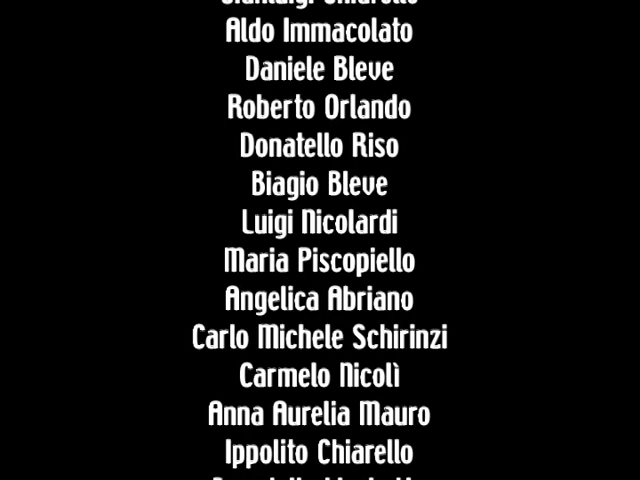 Aldo Immacolato
Daniele Bleve
Roberto Orlando
Donatello Riso
Biagio Bleve
Luigi Nicolardi
Maria Piscopiello
Angelica Abriano
Carlo Michele Schirinzi
Carmelo Nicolì
Anna Aurelia Mauro
Ippolito Chiarello